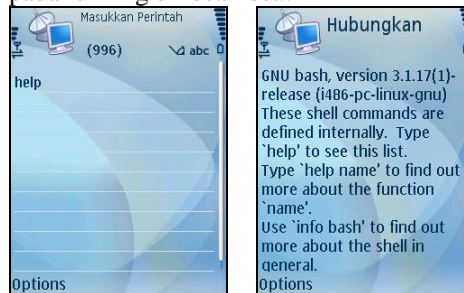 Masukkan Perintah
(996)
abc
help
Options
Hubungkan
GNU bash, version 3.1.17(1)-
release (i486-pc-linux-gnu)
These shell commands are
defined internally. Type
`help' to see this list.
Type `help name' to find out
more about the function
`name'.
Use `info bash' to find out
more about the shell in
general.
Options